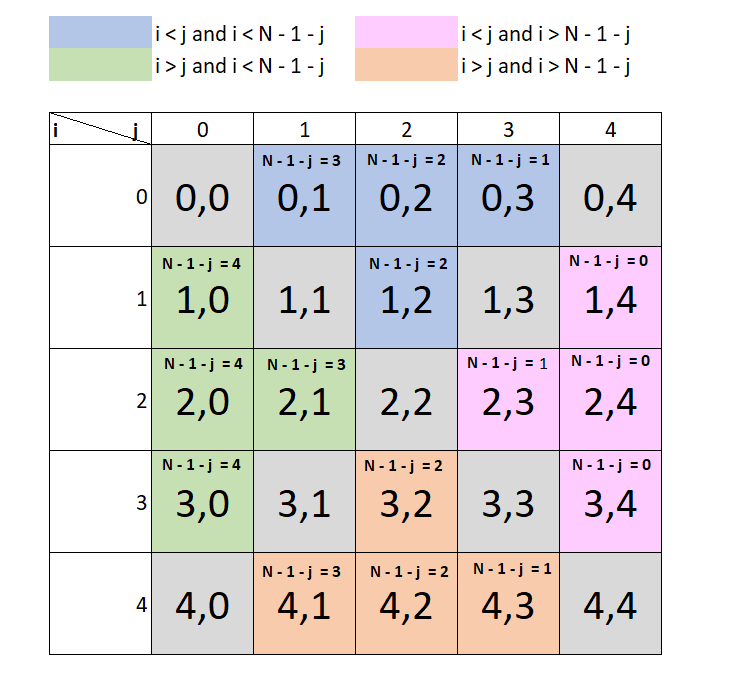 i < j and i < N - 1 - j i < j and i > N - 1 - j
i > j and i < N - 1 - j i > j and i > N - 1 - j
i j 0 1 2 3 4
N - 1 - j = 3 N - 1 - j = 2 N - 1 - j = 1
0 0,0 0,1 0,2 0,3 0,4
N - 1 - j = 4 N - 1 - j = 2 N - 1 - j = 0
1 1,0 1,1 1,2 1,3 1,4
N - 1 - j = 4 N - 1 - j = 3 N - 1 - j = 1 N - 1 - j = 0
2 2,0 2,1 2,2 2,3 2,4
N - 1 - j = 4 N - 1 - j = 2 N - 1 - j = 0
3 3,0 3,1 3,2 3,3 3,4
N - 1 - j = 3 N - 1 - j = 2 N - 1 - j = 1
4 4,0 4,1 4,2 4,3 4,4